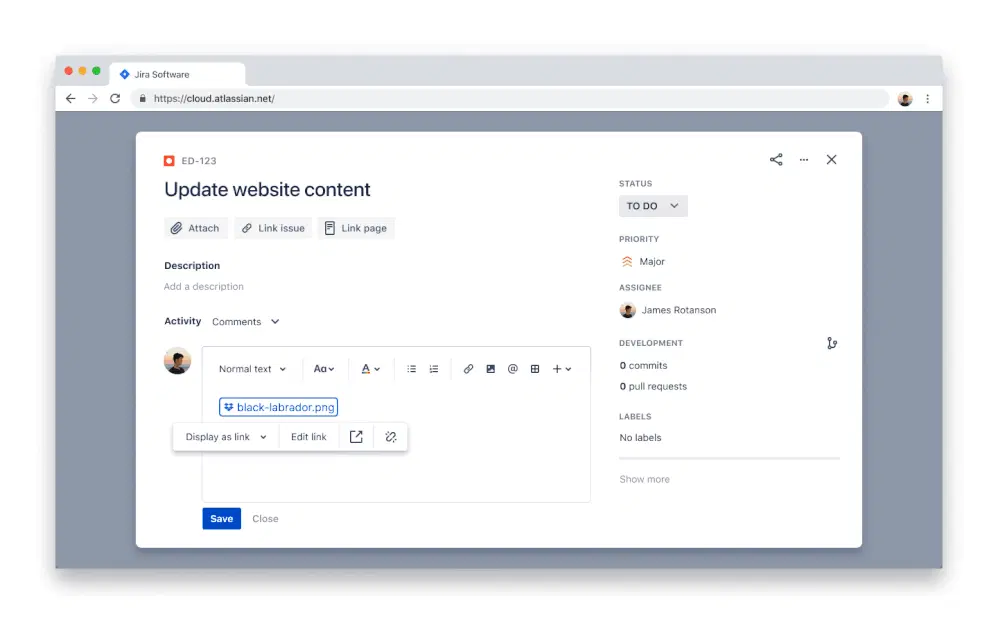 Jira Software
https://cloud.atlassian.net/
ED-123
Update website content
Attach
Link issue
Link page
Description
Add a description
Activity Comments
Normal text
Aa
A
@
black-labrador.png
Display as link
Edit link
Save
Close
STATUS
TO DO
PRIORITY
Major
ASSIGNEE
James Rotanson
DEVELOPMENT
0 commits
0 pull requests
LABELS
No labels
Show more